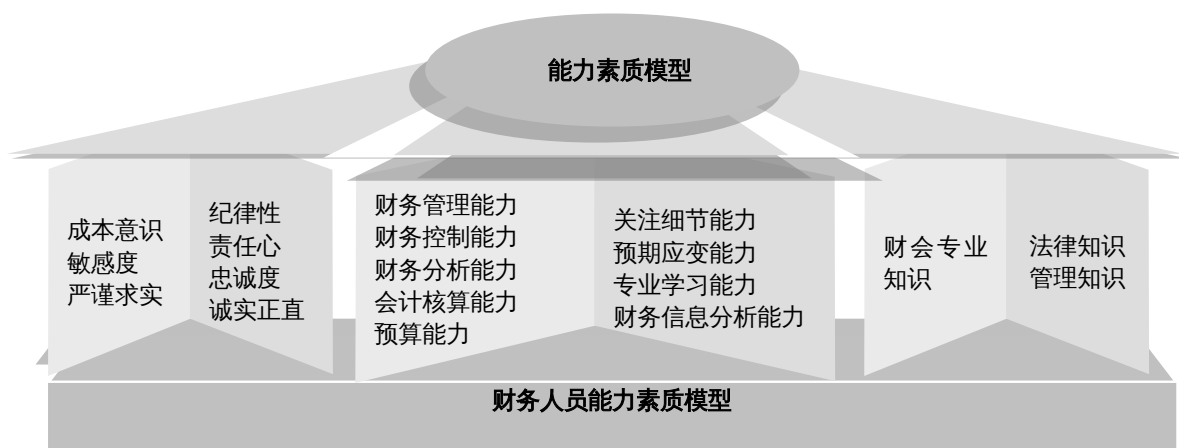 能力素质模型
成本意识
敏感度
严谨求实
纪律性
责任心
忠诚度
诚实正直
财务管理能力
财务控制能力
财务分析能力
会计核算能力
预算能力
关注细节能力
预期应变能力
专业学习能力
财务信息分析能力
财会专业
知识
法律知识
管理知识
财务人员能力素质模型